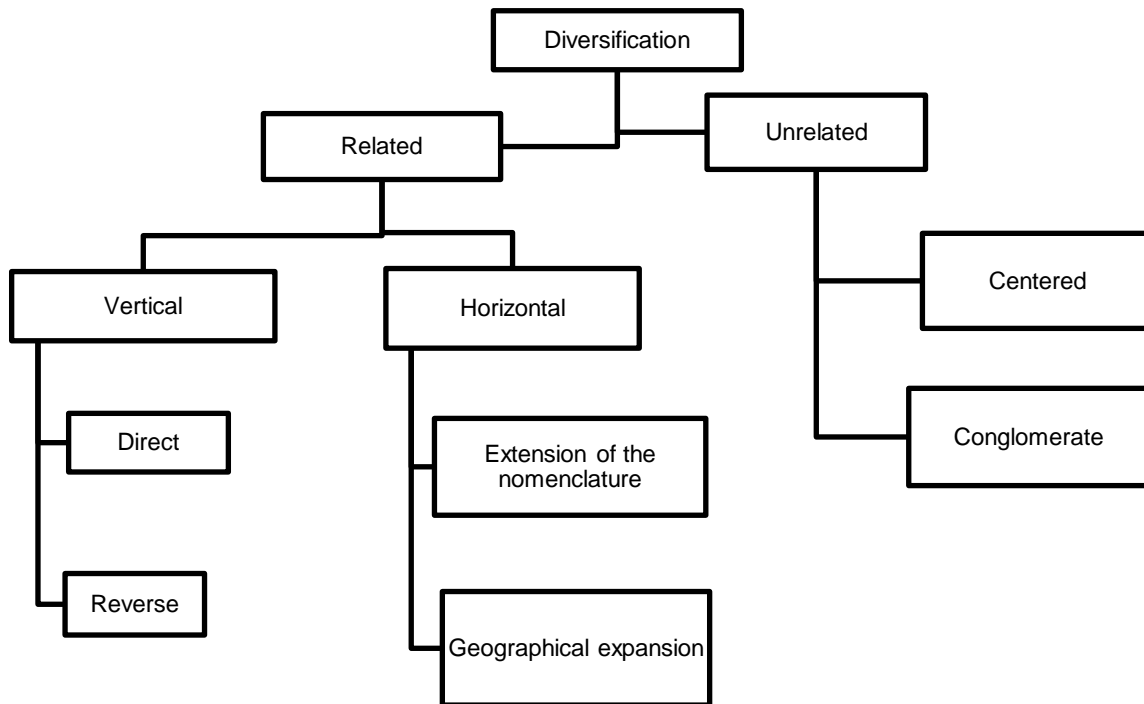 Diversification
Related
Unrelated
Vertical
Horizontal
Centered
Direct
Extension of the
nomenclature
Conglomerate
Reverse
Geographical expansion